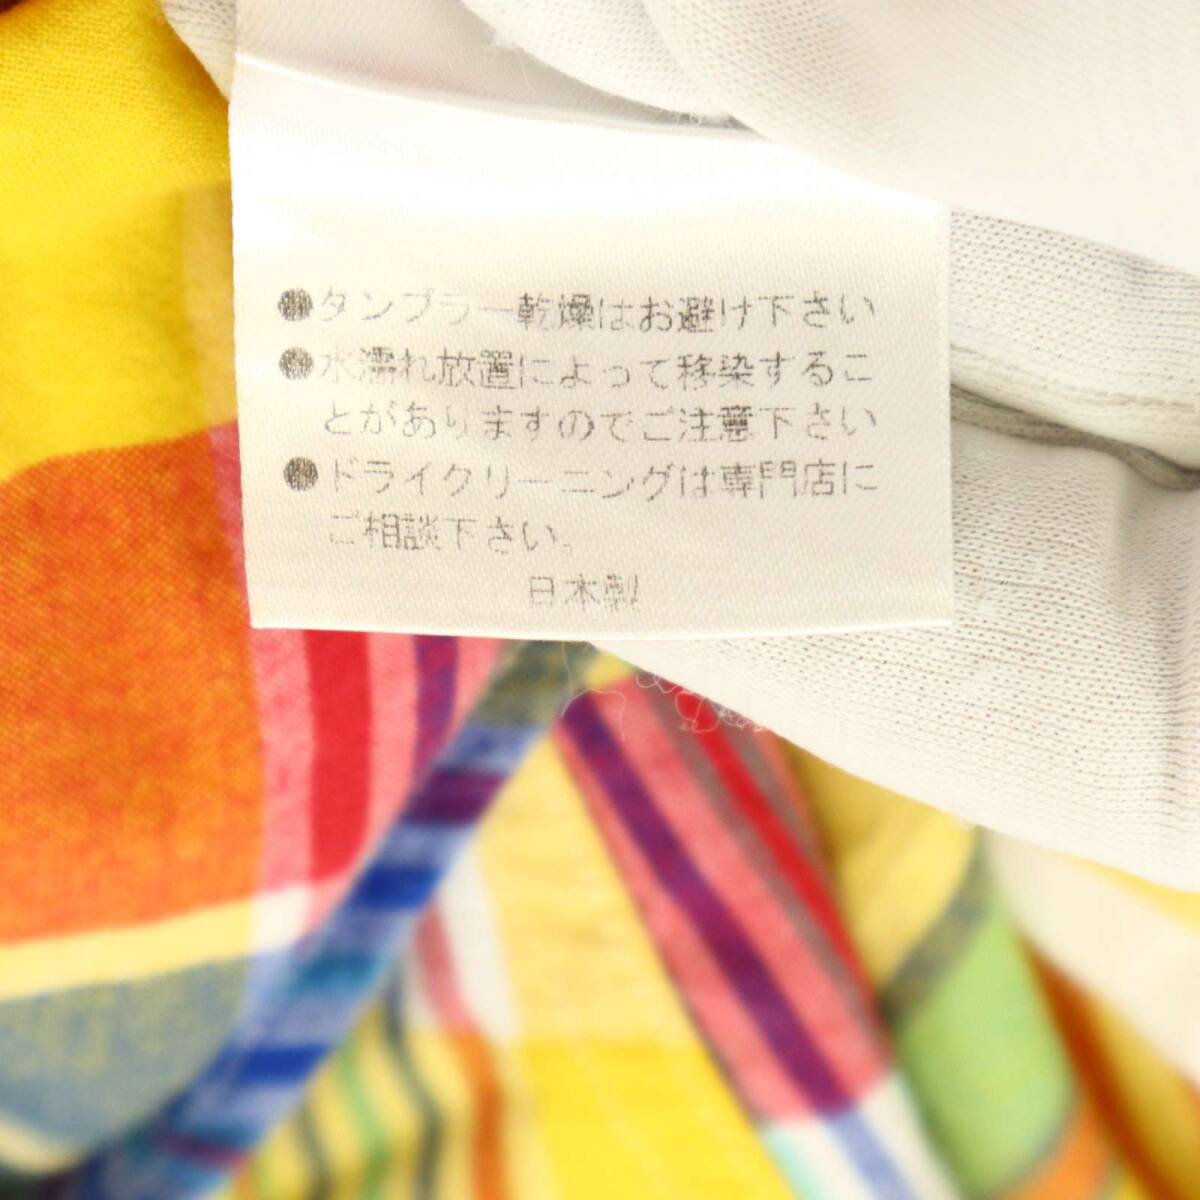 ●タンブラー乾燥はお避け下さい
●水濡れ放置によって移染するこ
とがありますのでご注意下さい
●ドライクリーニングは専門店に
ご相談下さい。
日本製